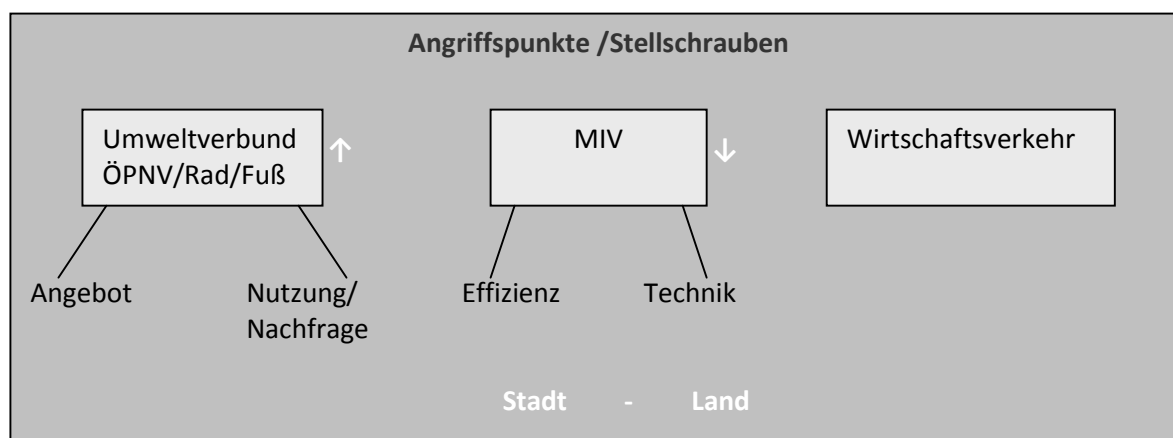 Angriffspunkte /Stellschrauben
Umweltverbund
ÖPNV/Rad/Fuß
↑
MIV
↓
Wirtschaftsverkehr
Angebot
Nutzung/
Nachfrage
Effizienz
Technik
Stadt - Land